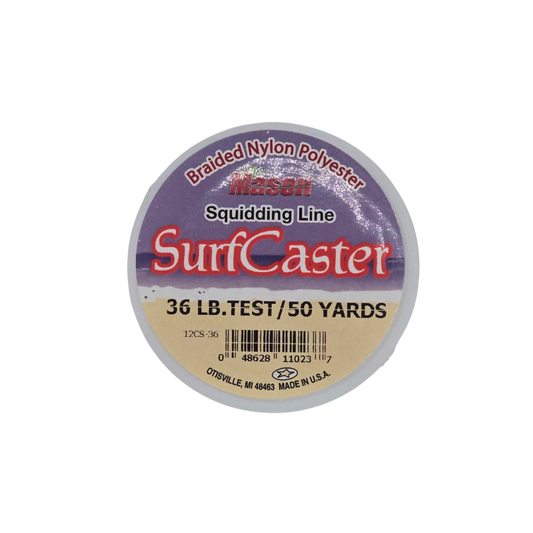 Braided Nylon Polyester
Mason
Squidding Line
SurfCaster
36 LB.TEST/50 YARDS
12CS-36
0 48628 11023 7
OTISVILLE, MI 48463 MADE IN U.S.A.